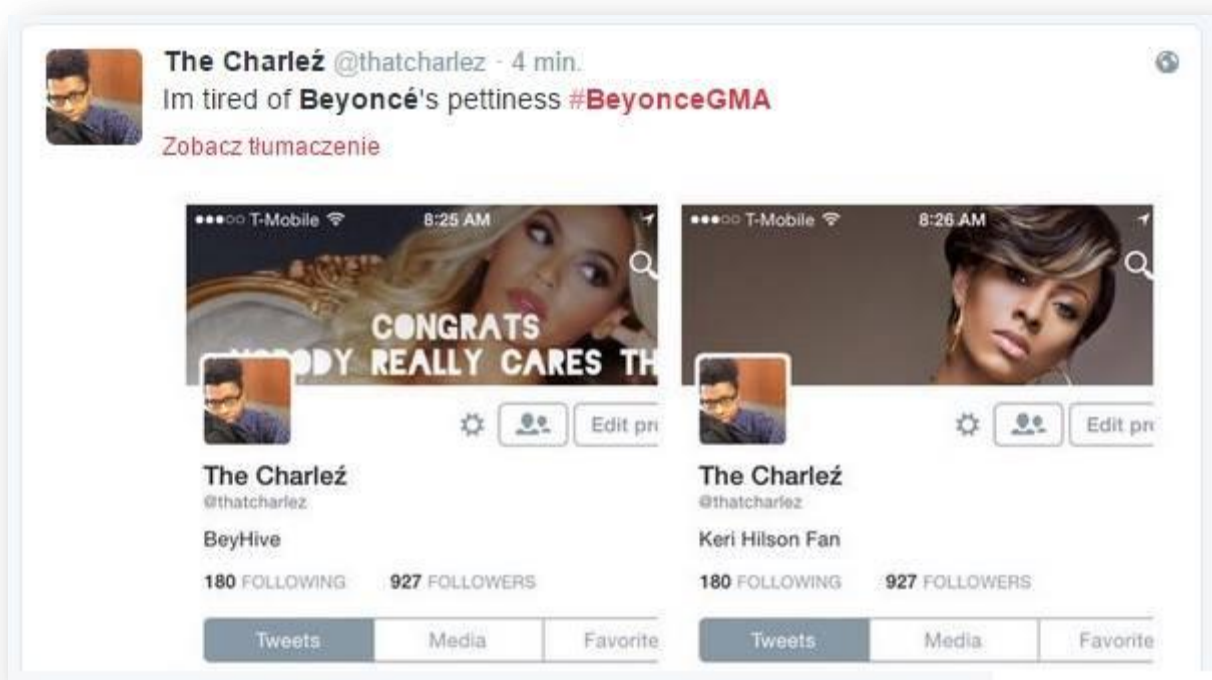 The Charleź @thatcharlez · 4 min.
Im tired of Beyoncé's pettiness #BeyonceGMA
Zobacz tłumaczenie
T-Mobile 8:25 AM
CONGRATS
NOBODY REALLY CARES TH
Edit pr
The Charleź
@thatcharlez
BeyHive
180 FOLLOWING 927 FOLLOWERS
Tweets Media Favorite
T-Mobile 8:26 AM
Edit pr
The Charleź
@thatcharlez
Keri Hilson Fan
180 FOLLOWING 927 FOLLOWERS
Tweets Media Favorite